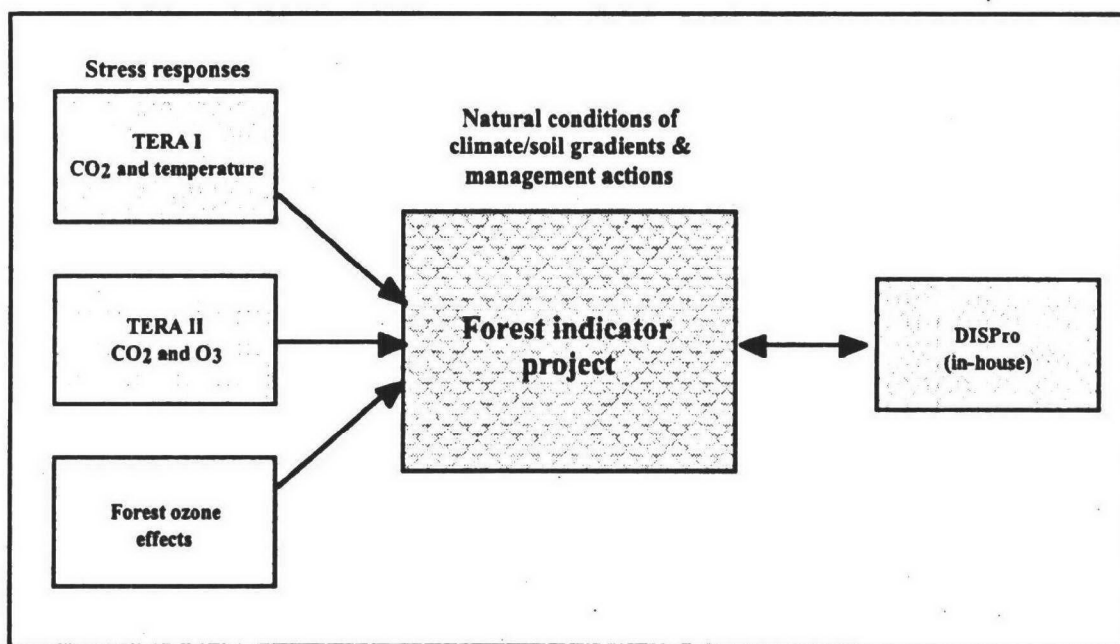 Stress responses
TERA I
CO2 and temperature
TERA II
CO2 and O3
Forest ozone
effects
Natural conditions of
climate/soil gradients &
management actions
Forest indicator
project
DISPro
(in-house)